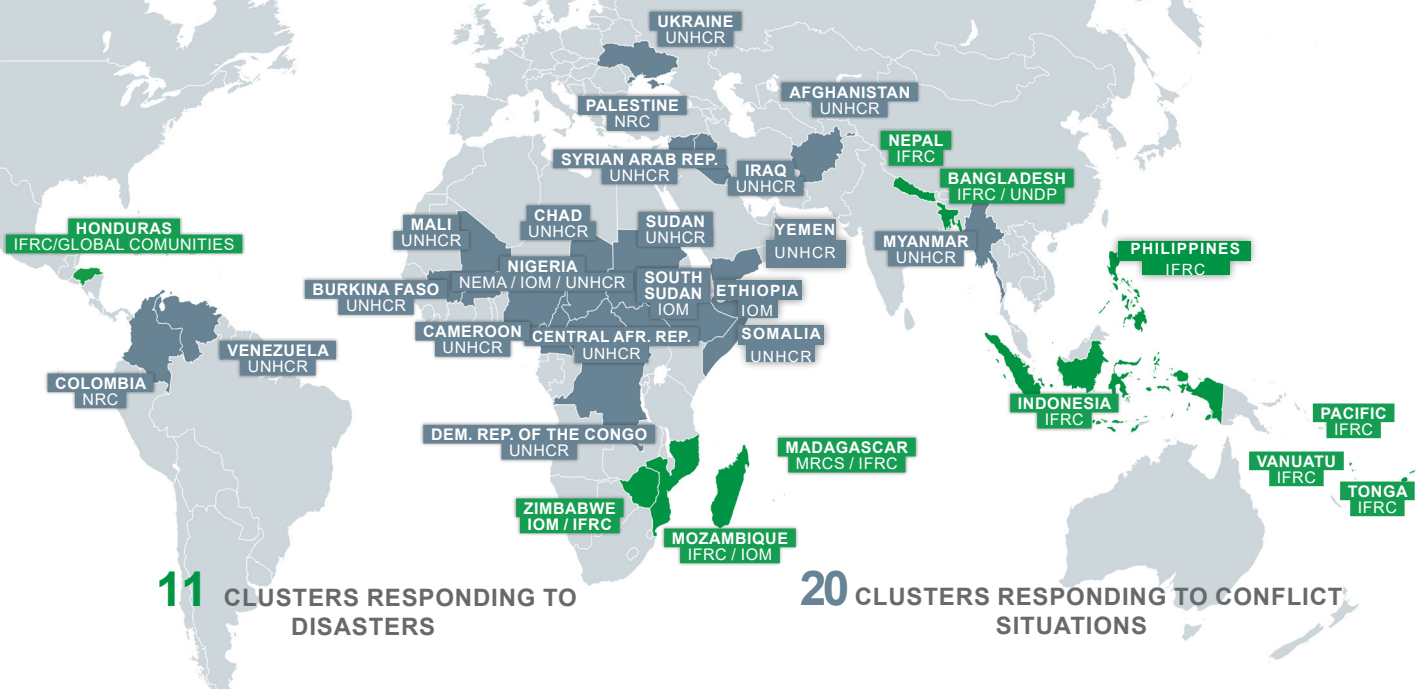 UKRAINE
UNHCR
PALESTINE
NRC
AFGHANISTAN
UNHCR
SYRIAN ARAB REP.
UNHCR
IRAQ
UNHCR
NEPAL
IFRC
BANGLADESH
IFRC / UNDP
HONDURAS
IFRC/GLOBAL COMUNITIES
MALI
UNHCR
CHAD
UNHCR
SUDAN
UNHCR
YEMEN
UNHCR
MYANMAR
UNHCR
PHILIPPINES
IFRC
BURKINA FASO
UNHCR
NIGERIA
NEMA / IOM / UNHCR
SOUTH
SUDAN
IOM
ETHIOPIA
IOM
CAMEROON
UNHCR
CENTRAL AFR. REP.
UNHCR
SOMALIA
UNHCR
VENEZUELA
UNHCR
COLOMBIA
NRC
INDONESIA
IFRC
PACIFIC
IFRC
DEM. REP. OF THE CONGO
UNHCR
MADAGASCAR
MRCS / IFRC
VANUATU
IFRC
TONGA
IFRC
ZIMBABWE
IOM / IFRC
MOZAMBIQUE
IFRC / IOM
11 CLUSTERS RESPONDING TO
DISASTERS
20 CLUSTERS RESPONDING TO CONFLICT
SITUATIONS